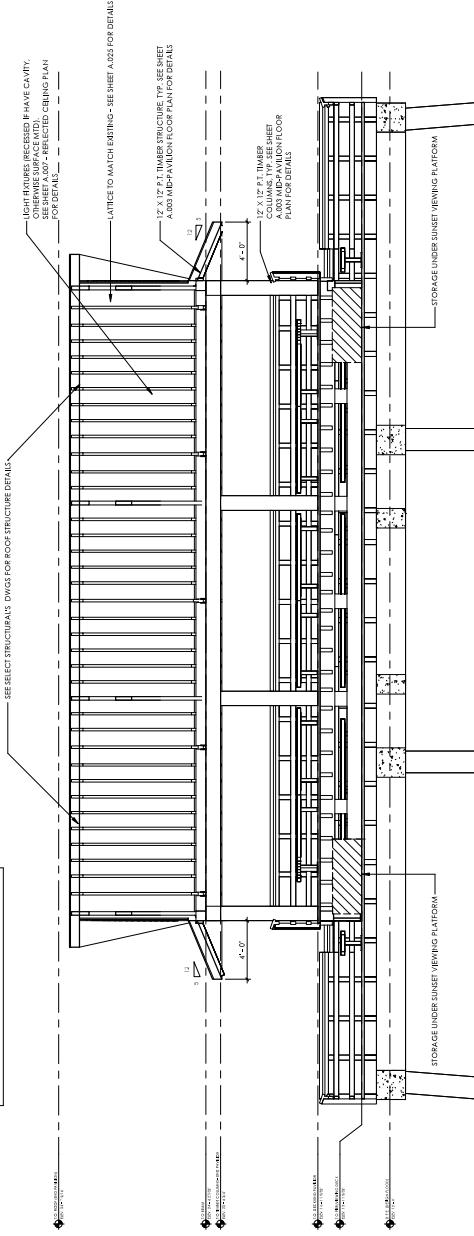 SEE SELECT STRUCTURAL'S DWGS FOR ROOF STRUCTURE DETAILS
LIGHT FIXTURES (RECESSED IF HAVE CAVITY,
OTHERWISE SURFACE MTD).
SEE SHEET A.007 - REFLECTED CEILING PLAN
FOR DETAILS
LATTICE TO MATCH EXISTING - SEE SHEET A.025 FOR DETAILS
12" X 12" P.T. TIMBER STRUCTURE, TYP. SEE SHEET
A.003 MID-PAVILION FLOOR PLAN FOR DETAILS
12" X 12" P.T. TIMBER
COLUMNS, TYP. SEE SHEET
A.003 MID-PAVILION FLOOR
PLAN FOR DETAILS
12
5
4'- 0"
12
5
4'- 0"
STORAGE UNDER SUNSET VIEWING PLATFORM
STORAGE UNDER SUNSET VIEWING PLATFORM